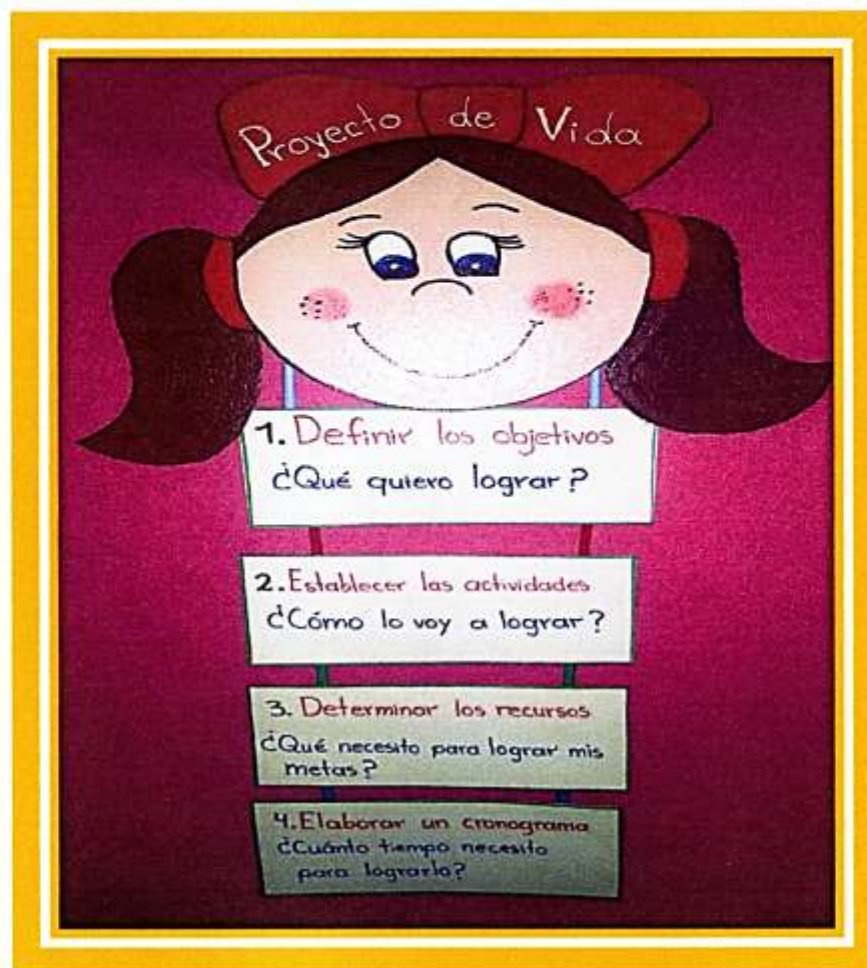 Proyecto de Vida
1. Definir los objetivos
¿Qué quiero lograr?
2. Establecer las actividades
¿Cómo lo voy a lograr?
3. Determinar los recursos
¿Qué necesito para lograr mis
metas?
4. Elaborar un cronograma
¿Cuánto tiempo necesito
para lograrlo?